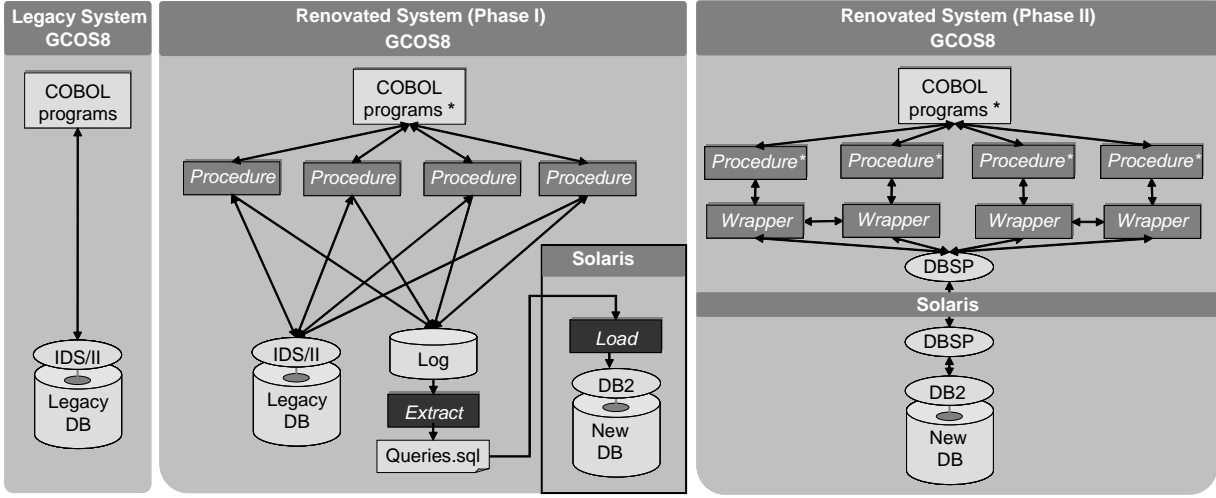 Legacy System
GCOS8
COBOL
programs
IDS/II
Legacy
DB
Renovated System (Phase I)
GCOS8
COBOL
programs *
Procedure
Procedure
Procedure
Procedure
IDS/II
Legacy
DB
Log
Extract
Queries.sql
Solaris
Load
DB2
New
DB
Renovated System (Phase II)
GCOS8
COBOL
programs *
Procedure*
Procedure*
Procedure*
Procedure*
Wrapper
Wrapper
Wrapper
Wrapper
DBSP
Solaris
DBSP
DB2
New
DB